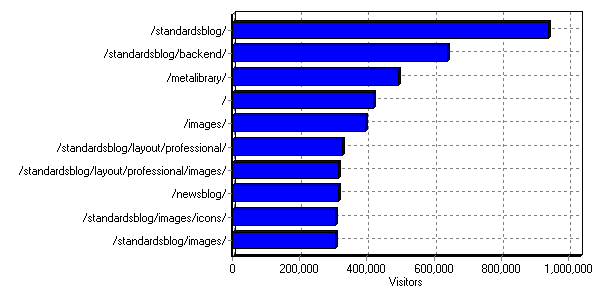 /standardsblog/
/standardsblog/backend/
/metalibrary/
/
/images/
/standardsblog/layout/professional/
/standardsblog/layout/professional/images/
/newsblog/
/standardsblog/images/icons/
/standardsblog/images/
0 200,000 400,000 600,000 800,000 1,000,000
Visitors